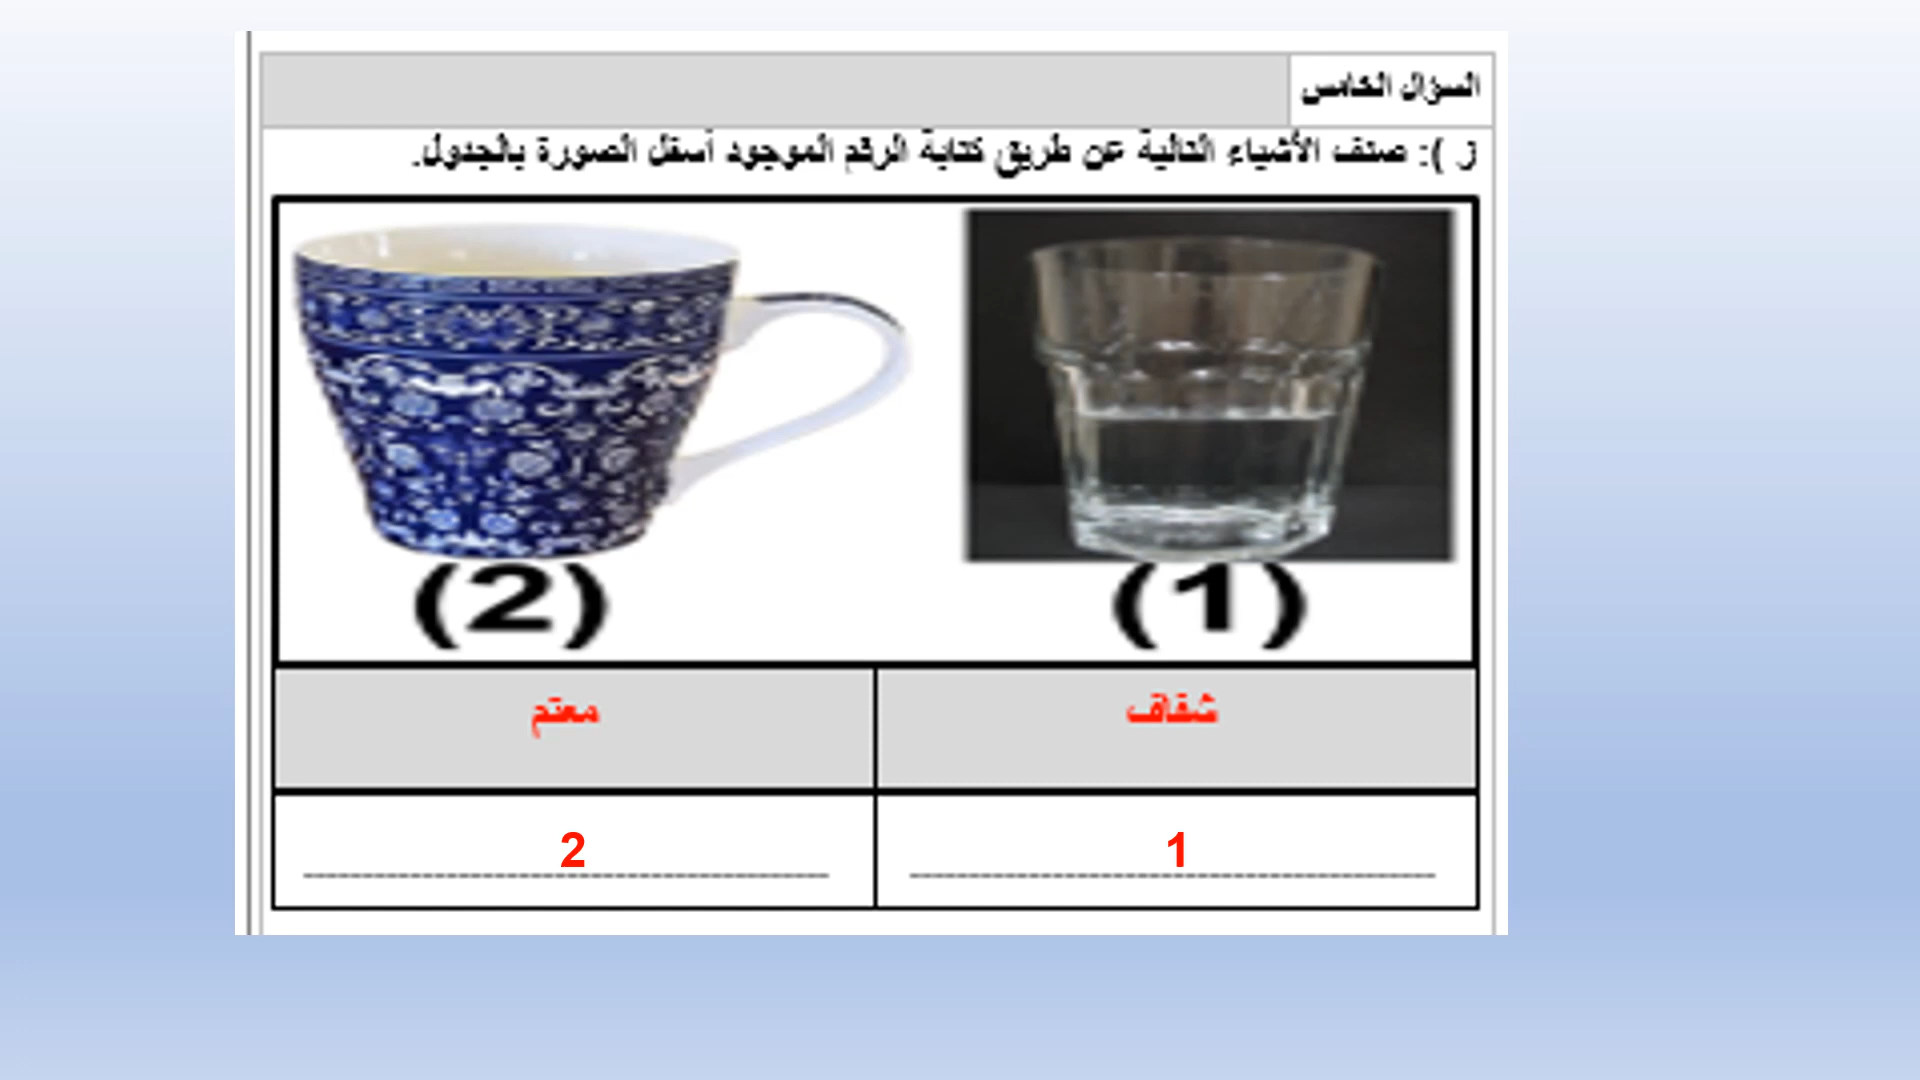 السؤال الخامس
ز ): صنف الأشياء التالية عن طريق كتابة الرقم الموجود أسفل الصورة بالجدول.
(1) (2)
شفاف معتم
1 2